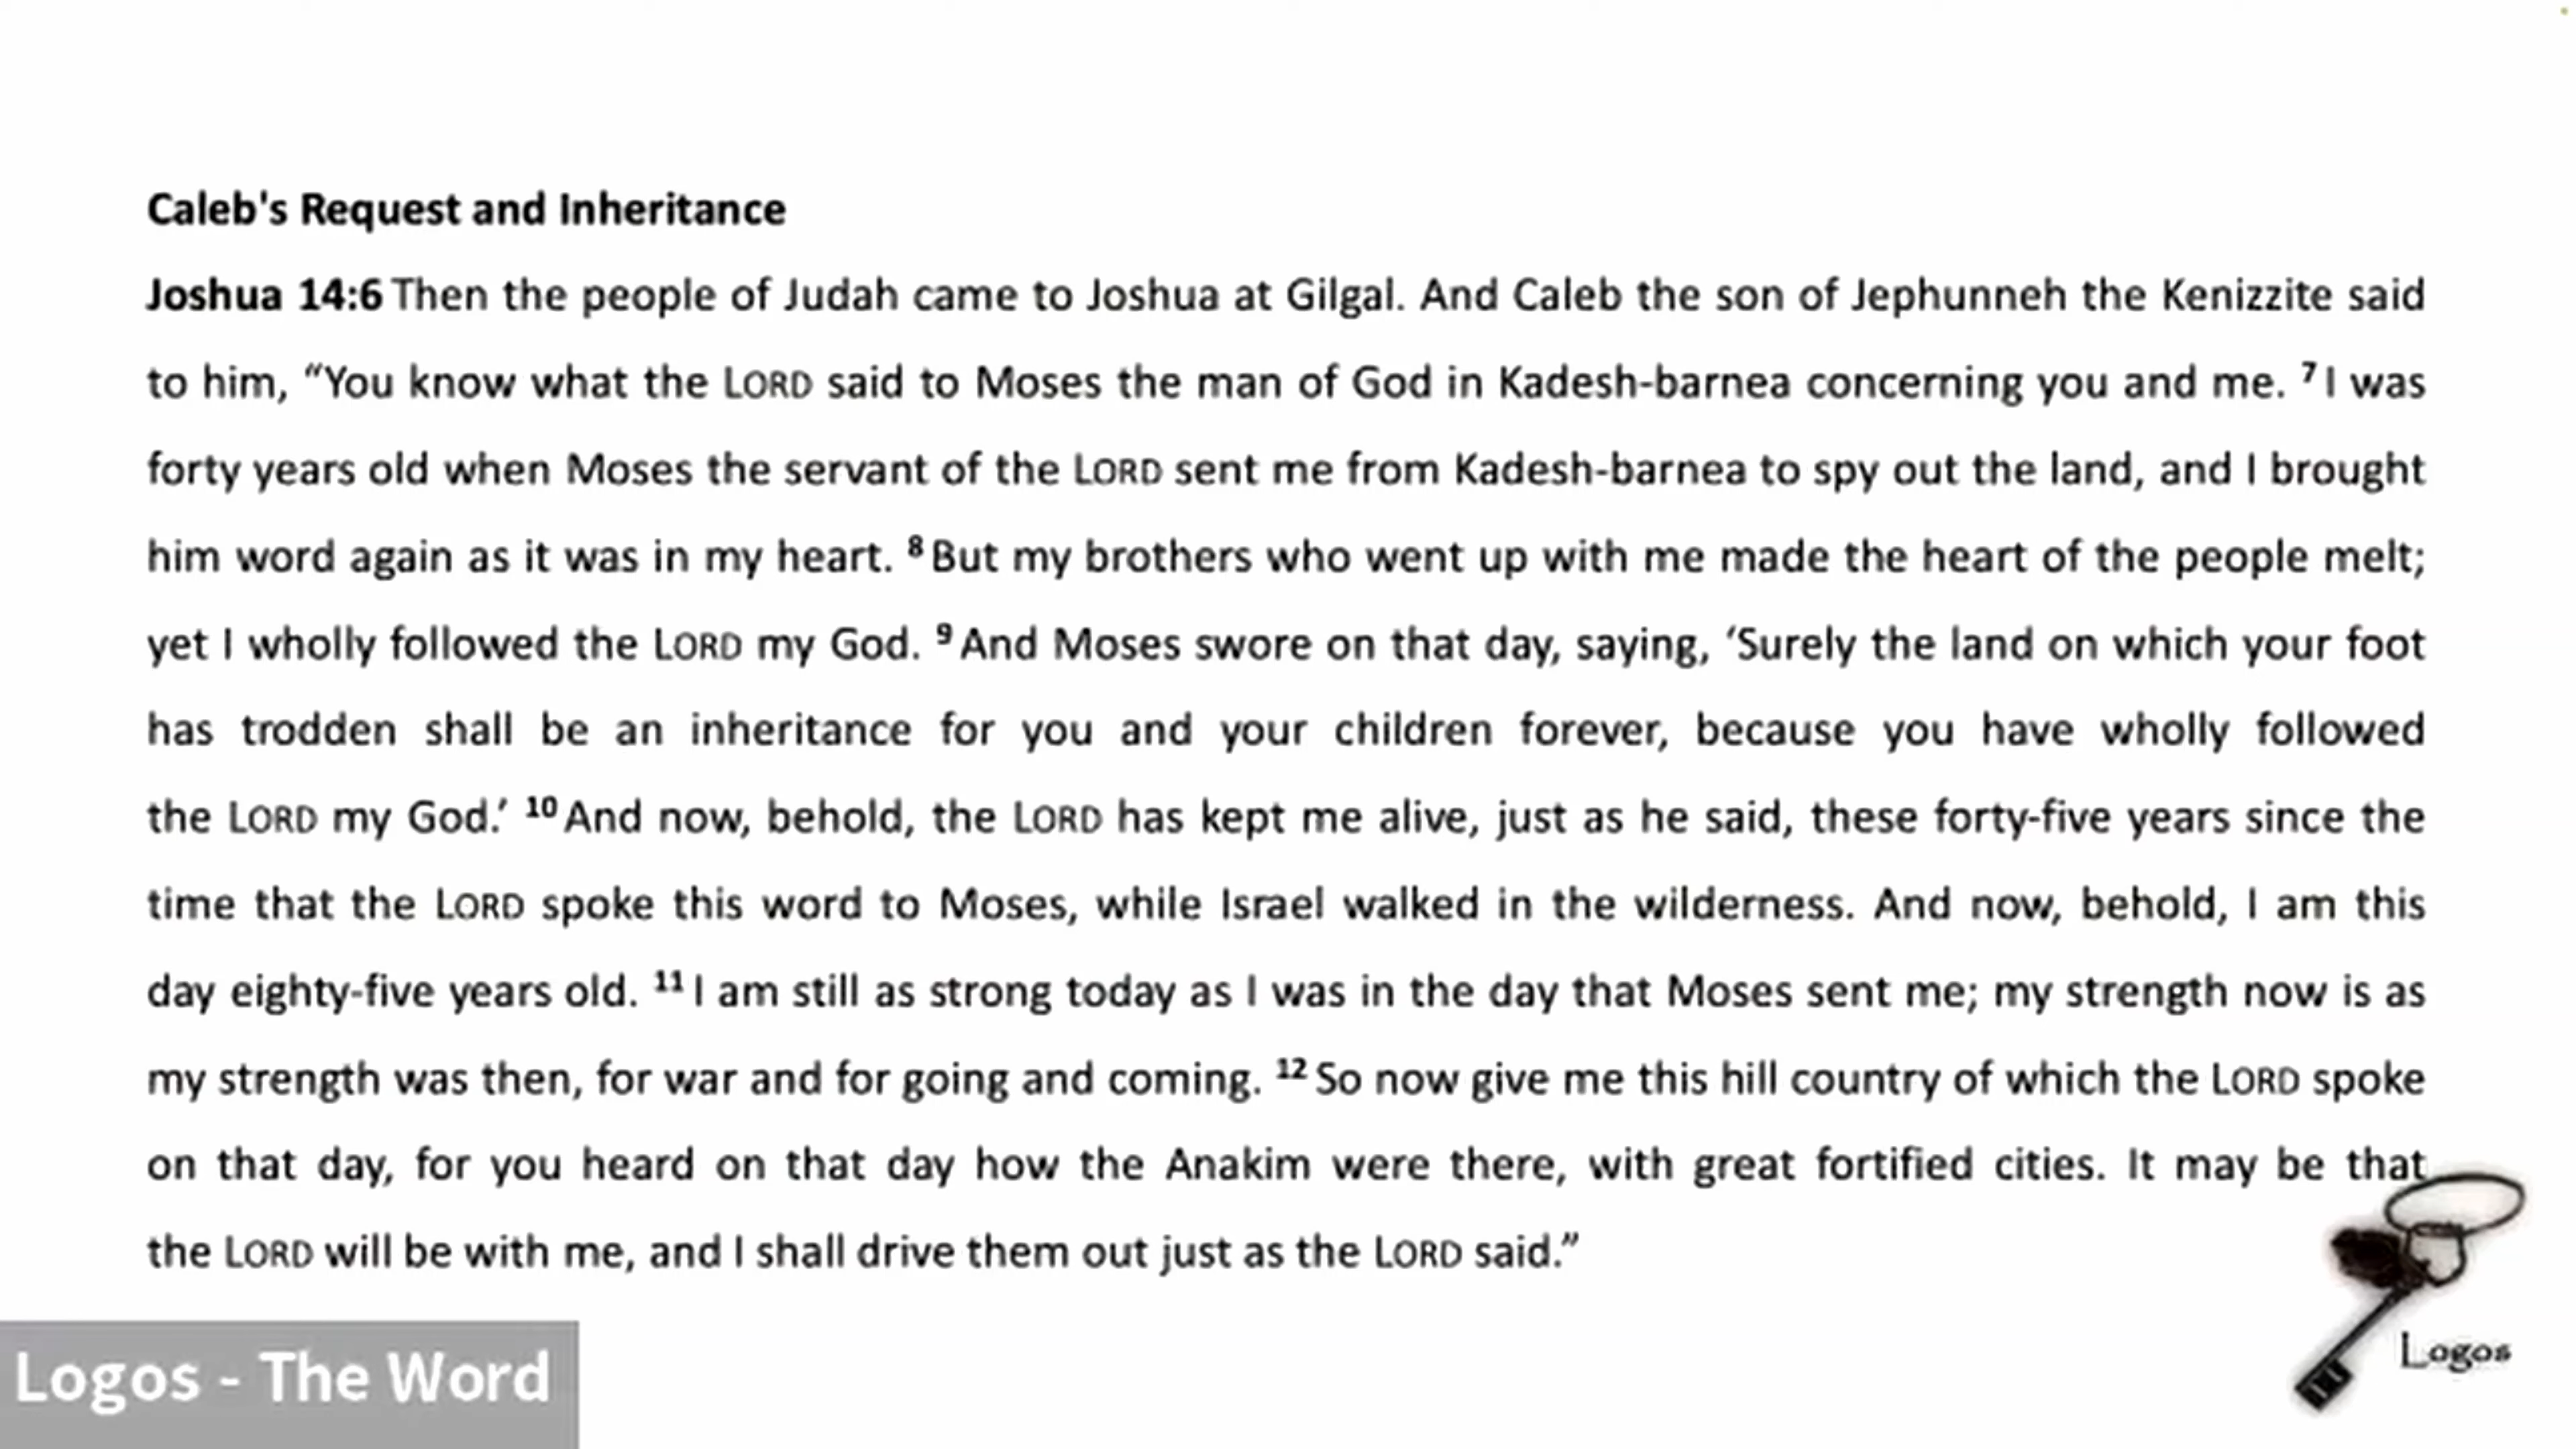 Caleb's Request and Inheritance
Joshua 14:6 Then the people of Judah came to Joshua at Gilgal. And Caleb the son of Jephunneh the Kenizzite said
to him, “You know what the LORD said to Moses the man of God in Kadesh-barnea concerning you and me. 7 I was
forty years old when Moses the servant of the LORD sent me from Kadesh-barnea to spy out the land, and I brought
him word again as it was in my heart. 8 But my brothers who went up with me made the heart of the people melt;
yet I wholly followed the LORD my God. 9 And Moses swore on that day, saying, ‘Surely the land on which your foot
has trodden shall be an inheritance for you and your children forever, because you have wholly followed
the LORD my God.’ 10 And now, behold, the LORD has kept me alive, just as he said, these forty-five years since the
time that the LORD spoke this word to Moses, while Israel walked in the wilderness. And now, behold, I am this
day eighty-five years old. 11 I am still as strong today as I was in the day that Moses sent me; my strength now is as
my strength was then, for war and for going and coming. 12 So now give me this hill country of which the LORD spoke
on that day, for you heard on that day how the Anakim were there, with great fortified cities. It may be that
the LORD will be with me, and I shall drive them out just as the LORD said.”
Logos
Logos - The Word